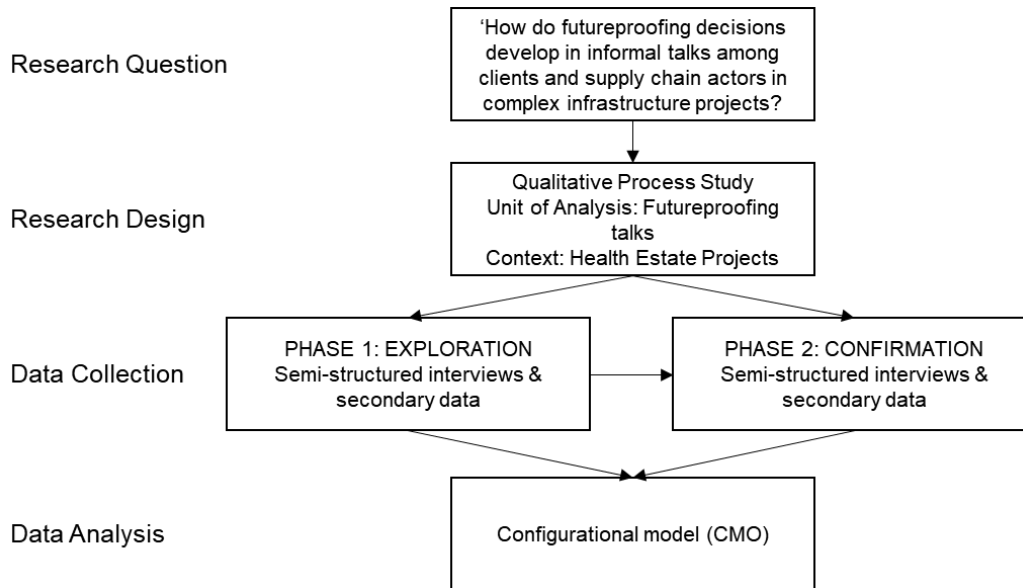 Research Question
‘How do futureproofing decisions
develop in informal talks among
clients and supply chain actors in
complex infrastructure projects?
Research Design
Qualitative Process Study
Unit of Analysis: Futureproofing
talks
Context: Health Estate Projects
Data Collection
PHASE 1: EXPLORATION
Semi-structured interviews &
secondary data
PHASE 2: CONFIRMATION
Semi-structured interviews &
secondary data
Data Analysis
Configurational model (CMO)